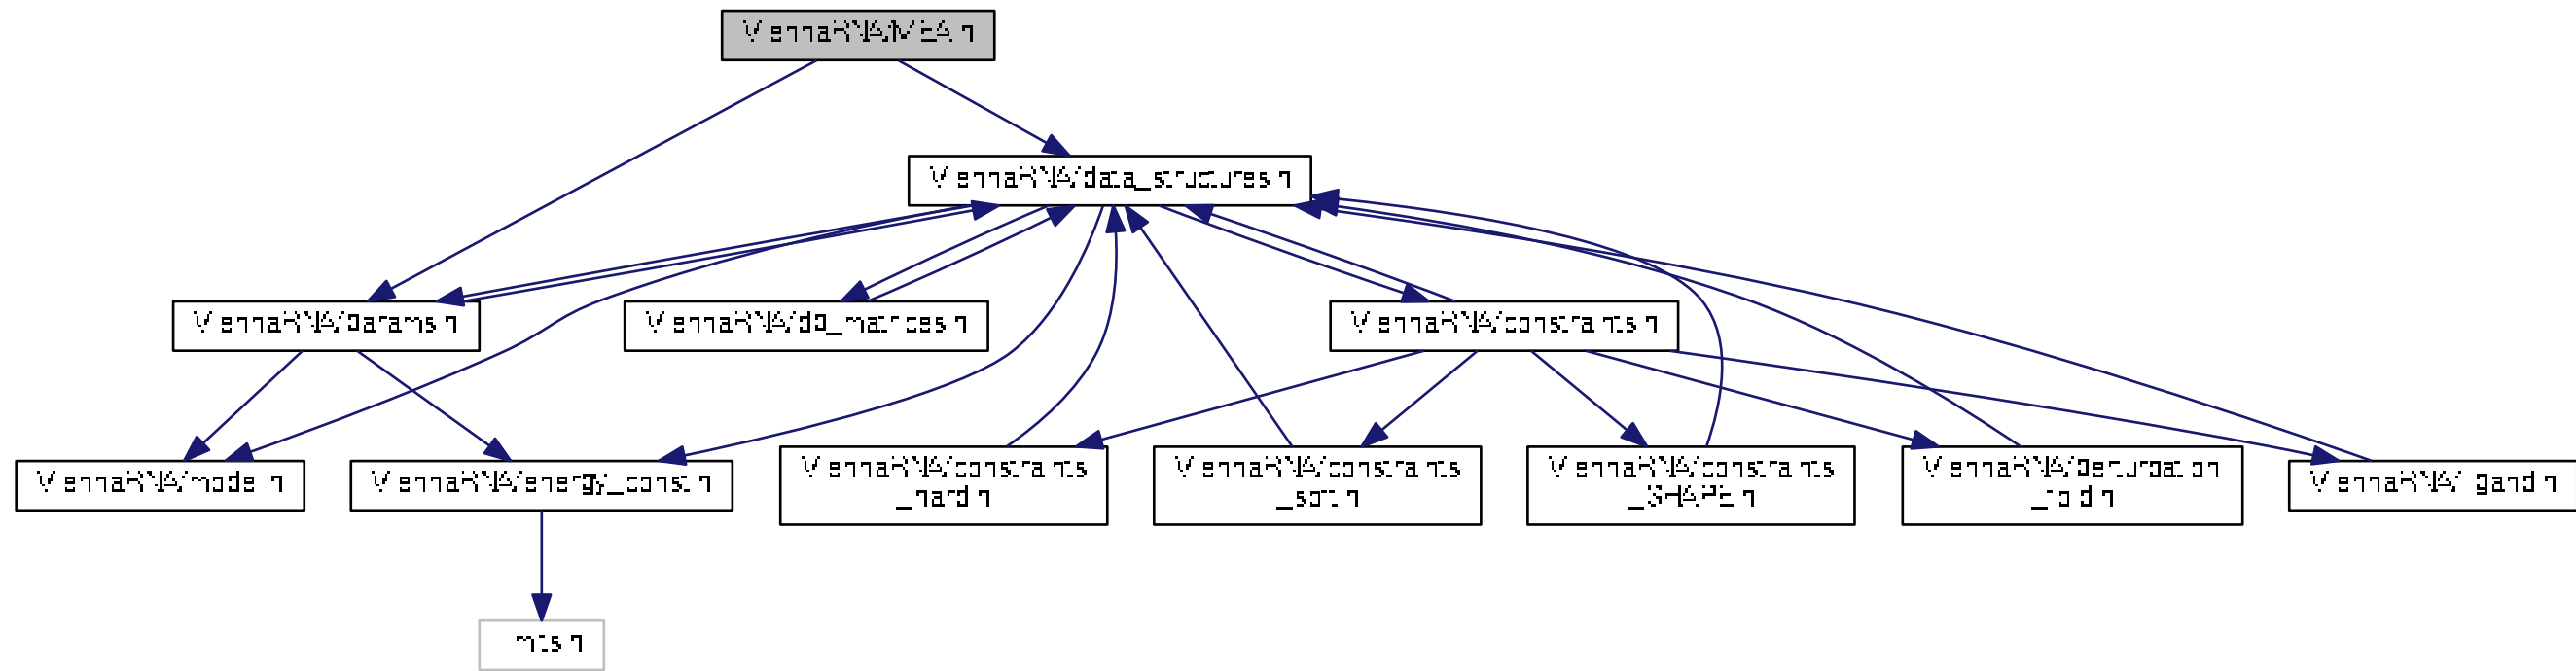 ViennaRNA/MEA.h
ViennaRNA/data_structures.h
ViennaRNA/params.h
ViennaRNA/dp_matrices.h
ViennaRNA/constraints.h
ViennaRNA/model.h
ViennaRNA/energy_const.h
ViennaRNA/constraints
_hard.h
ViennaRNA/constraints
_soft.h
ViennaRNA/constraints
_SHAPE.h
ViennaRNA/perturbation
_fold.h
ViennaRNA/ligand.h
limits.h